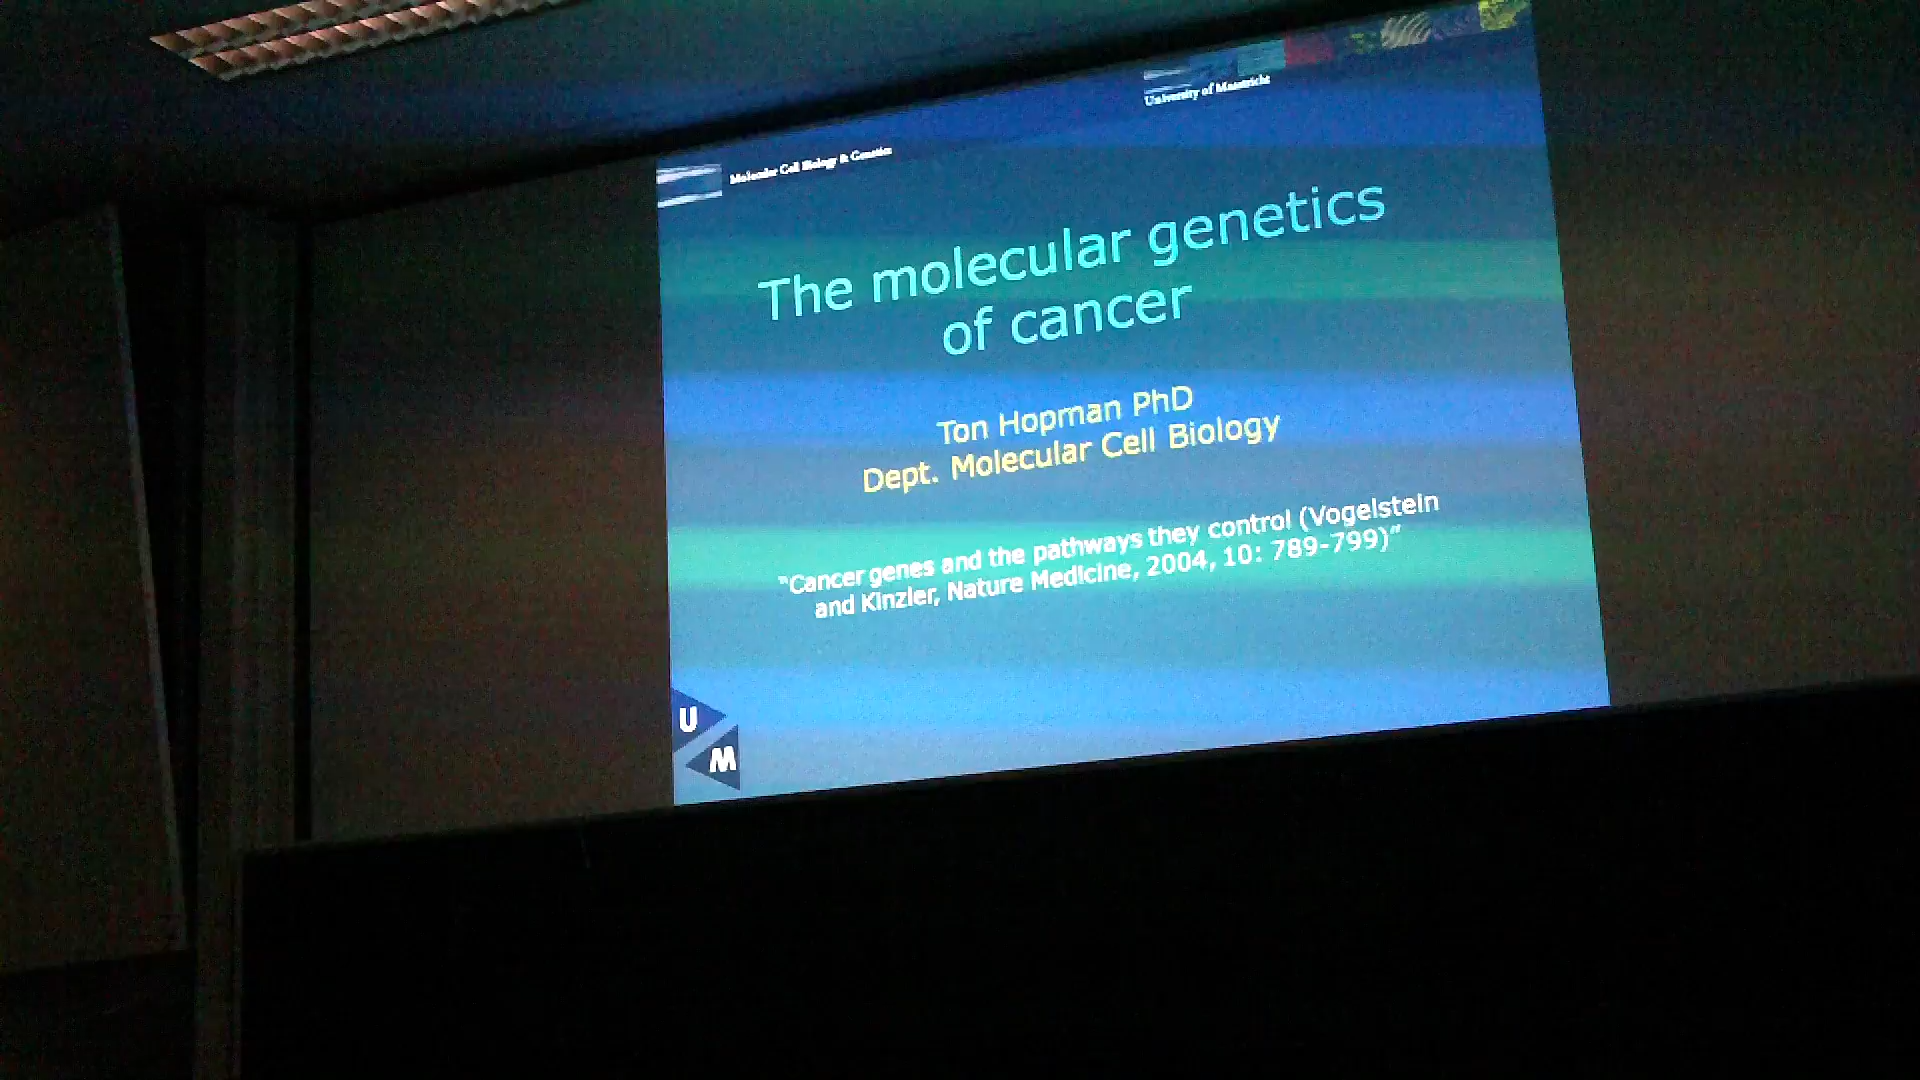 University of Maastricht
Molecular Cell Biology & Genetics
The molecular genetics
of cancer
Ton Hopman PhD
Dept. Molecular Cell Biology
"Cancer genes and the pathways they control (Vogelstein
and Kinzler, Nature Medicine, 2004, 10: 789-799)"
U
M